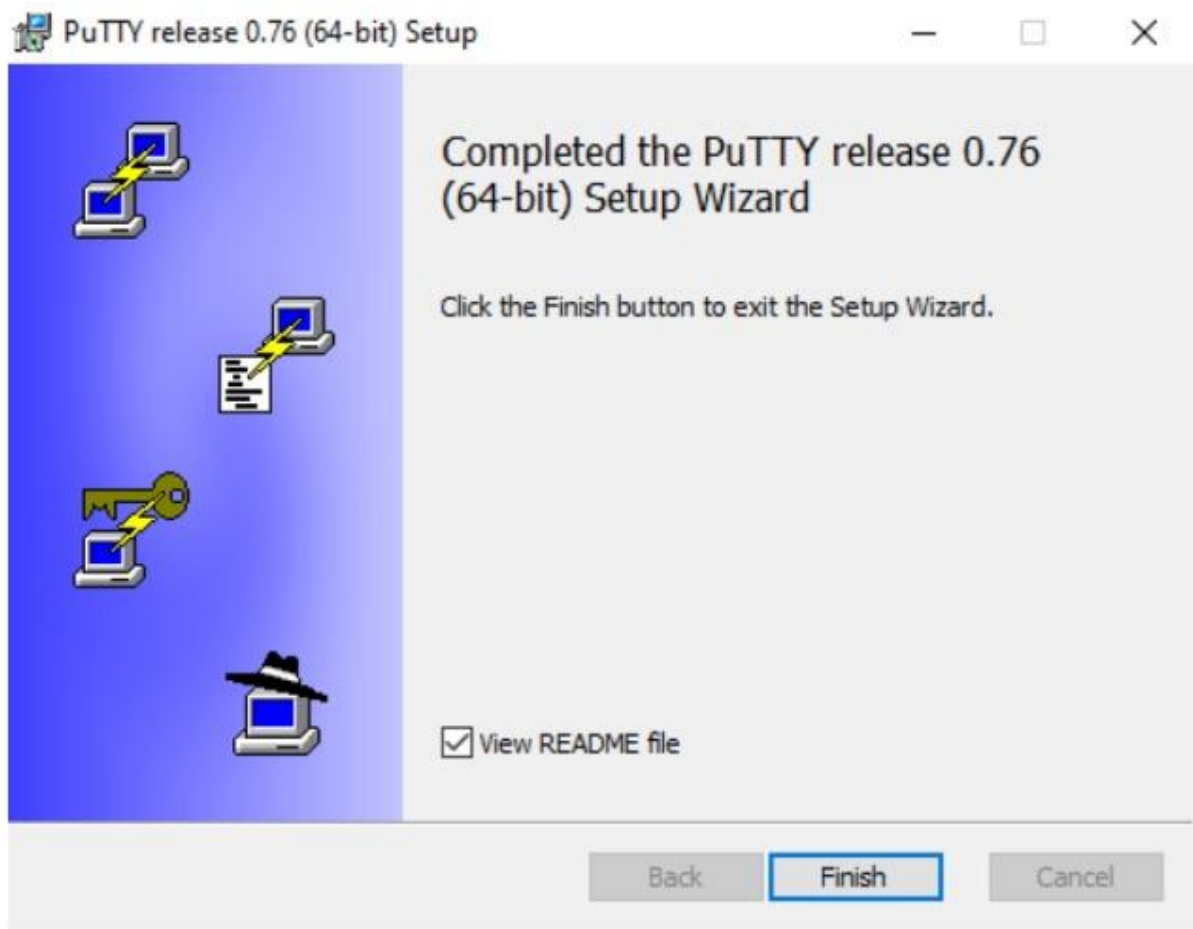 PuTTY release 0.76 (64-bit) Setup
Completed the PuTTY release 0.76
(64-bit) Setup Wizard
Click the Finish button to exit the Setup Wizard.
View README file
Back
Finish
Cancel